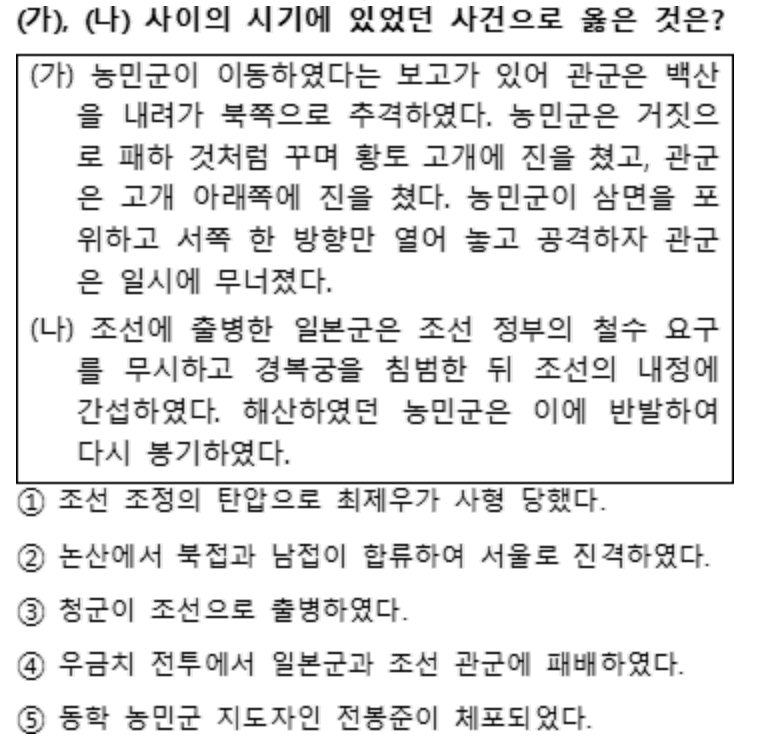 (가), (나) 사이의 시기에 있었던 사건으로 옳은 것은?
(가) 농민군이 이동하였다는 보고가 있어 관군은 백산
을 내려가 북쪽으로 추격하였다. 농민군은 거짓으
로 패하 것처럼 꾸며 황토 고개에 진을 쳤고, 관군
은 고개 아래쪽에 진을 쳤다. 농민군이 삼면을 포
위하고 서쪽 한 방향만 열어 놓고 공격하자 관군
은 일시에 무너졌다.
(나) 조선에 출병한 일본군은 조선 정부의 철수 요구
를 무시하고 경복궁을 침범한 뒤 조선의 내정에
간섭하였다. 해산하였던 농민군은 이에 반발하여
다시 봉기하였다.
① 조선 조정의 탄압으로 최제우가 사형 당했다.
② 논산에서 북접과 남접이 합류하여 서울로 진격하였다.
③ 청군이 조선으로 출병하였다.
④ 우금치 전투에서 일본군과 조선 관군에 패배하였다.
⑤ 동학 농민군 지도자인 전봉준이 체포되었다.